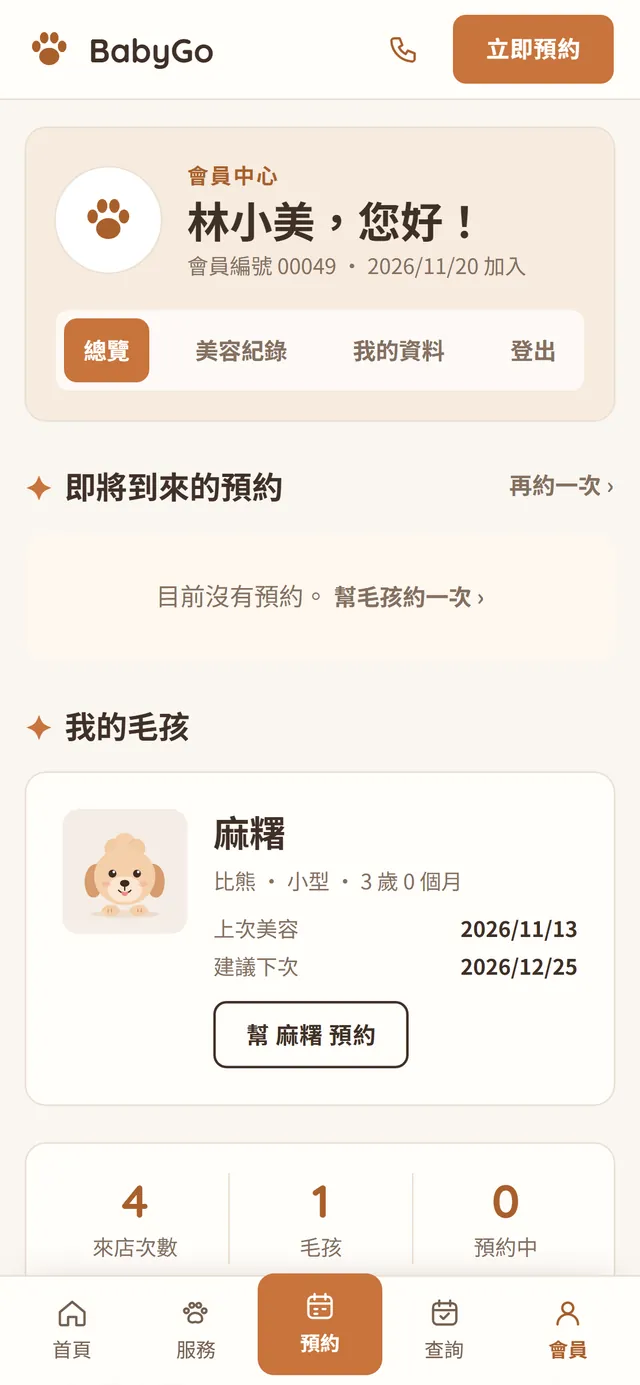 BabyGo
立即預約
會員中心
林小美，您好！
會員編號 00049 · 2026/11/20 加入
總覽
美容紀錄
我的資料
登出
即將到來的預約
再約一次 ›
目前沒有預約。 幫毛孩約一次 ›
我的毛孩
麻糬
比熊 · 小型 · 3 歲 0 個月
上次美容 2026/11/13
建議下次 2026/12/25
幫 麻糬 預約
4 1 0
來店次數 毛孩 預約中
首頁 服務 預約 查詢 會員